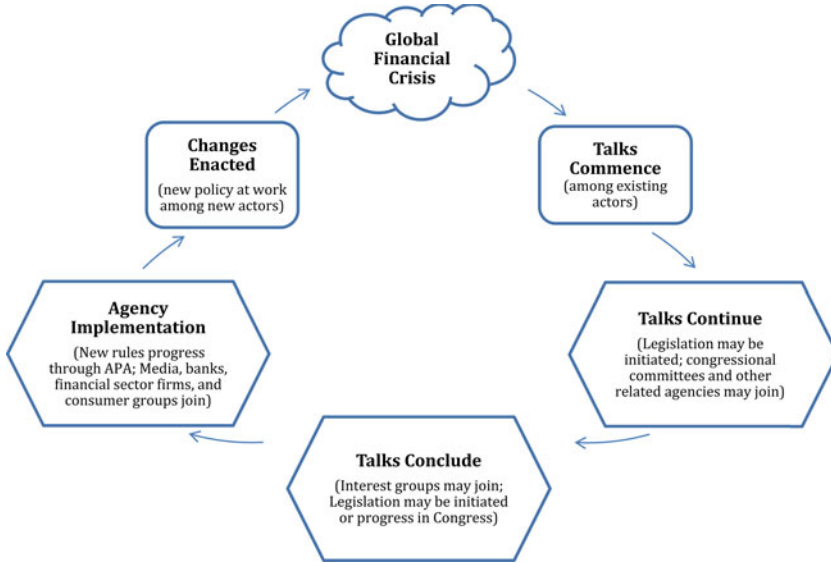 Global
Financial
Crisis
Talks
Commence
(among existing
actors)
Talks Continue
(Legislation may be
initiated; congressional
committees and other
related agencies may join)
Talks Conclude
(Interest groups may join;
Legislation may be initiated
or progress in Congress)
Agency
Implementation
(New rules progress
through APA; Media, banks,
financial sector firms, and
consumer groups join)
Changes
Enacted
(new policy at work
among new actors)